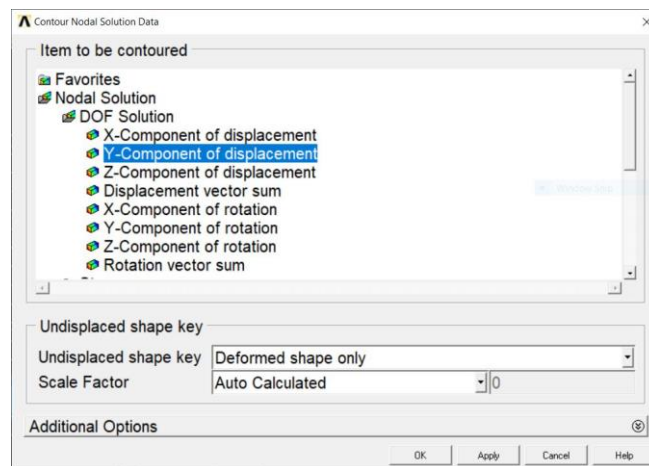 Contour Nodal Solution Data
Item to be contoured
Favorites
Nodal Solution
DOF Solution
X-Component of displacement
Y-Component of displacement
Z-Component of displacement
Displacement vector sum
X-Component of rotation
Y-Component of rotation
Z-Component of rotation
Rotation vector sum
Undisplaced shape key
Undisplaced shape key Deformed shape only
Scale Factor Auto Calculated 0
Additional Options
OK Apply Cancel Help